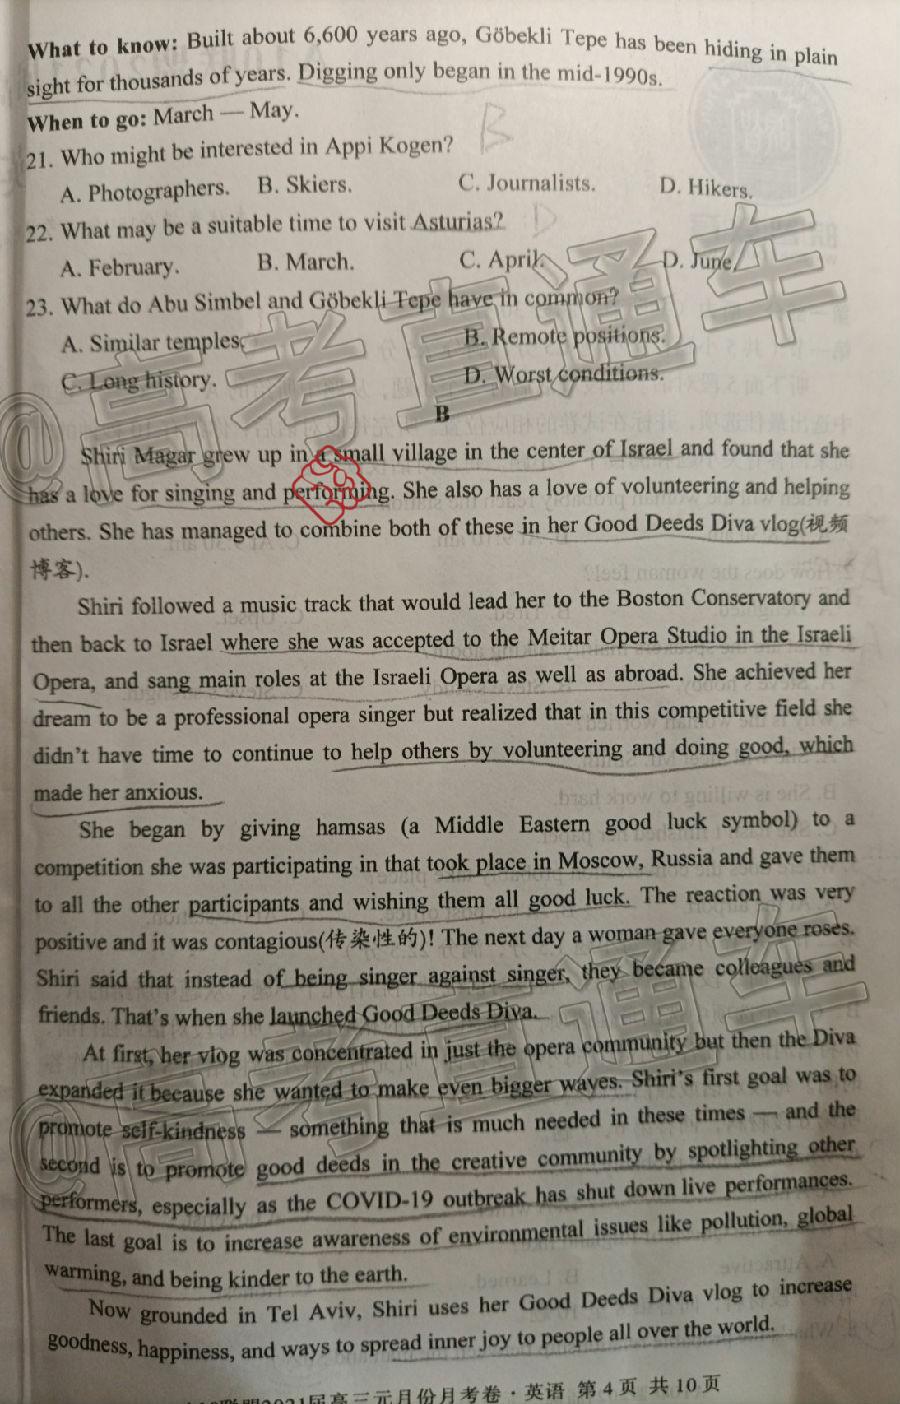 What to know: Built about 6,600 years ago, Göbekli Tepe has been hiding in plain
sight for thousands of years. Digging only began in the mid-1990s.
When to go: March — May.
21. Who might be interested in Appi Kogen?
B
A. Photographers. B. Skiers. C. Journalists. D. Hikers.
22. What may be a suitable time to visit Asturias?
D
A. February. B. March. C. April. D. June.
23. What do Abu Simbel and Göbekli Tepe have in common?
A. Similar temples. B. Remote positions.
C. Long history. D. Worst conditions.
@高考直通车
B
Shiri Magar grew up in a small village in the center of Israel and found that she
has a love for singing and performing. She also has a love of volunteering and helping
others. She has managed to combine both of these in her Good Deeds Diva vlog(视频
博客).
Shiri followed a music track that would lead her to the Boston Conservatory and
then back to Israel where she was accepted to the Meitar Opera Studio in the Israeli
Opera, and sang main roles at the Israeli Opera as well as abroad. She achieved her
dream to be a professional opera singer but realized that in this competitive field she
didn't have time to continue to help others by volunteering and doing good, which
made her anxious.
She began by giving hamsas (a Middle Eastern good luck symbol) to a
competition she was participating in that took place in Moscow, Russia and gave them
to all the other participants and wishing them all good luck. The reaction was very
positive and it was contagious(传染性的)! The next day a woman gave everyone roses.
Shiri said that instead of being singer against singer, they became colleagues and
friends. That's when she launched Good Deeds Diva.
At first, her vlog was concentrated in just the opera community but then the Diva
expanded it because she wanted to make even bigger waves. Shiri's first goal was to
promote self-kindness — something that is much needed in these times — and the
second is to promote good deeds in the creative community by spotlighting other
performers, especially as the COVID-19 outbreak has shut down live performances.
The last goal is to increase awareness of environmental issues like pollution, global
warming, and being kinder to the earth.
@高考直通车
Now grounded in Tel Aviv, Shiri uses her Good Deeds Diva vlog to increase
goodness, happiness, and ways to spread inner joy to people all over the world.
2021届高三元月份月考卷·英语 第4页 共10页